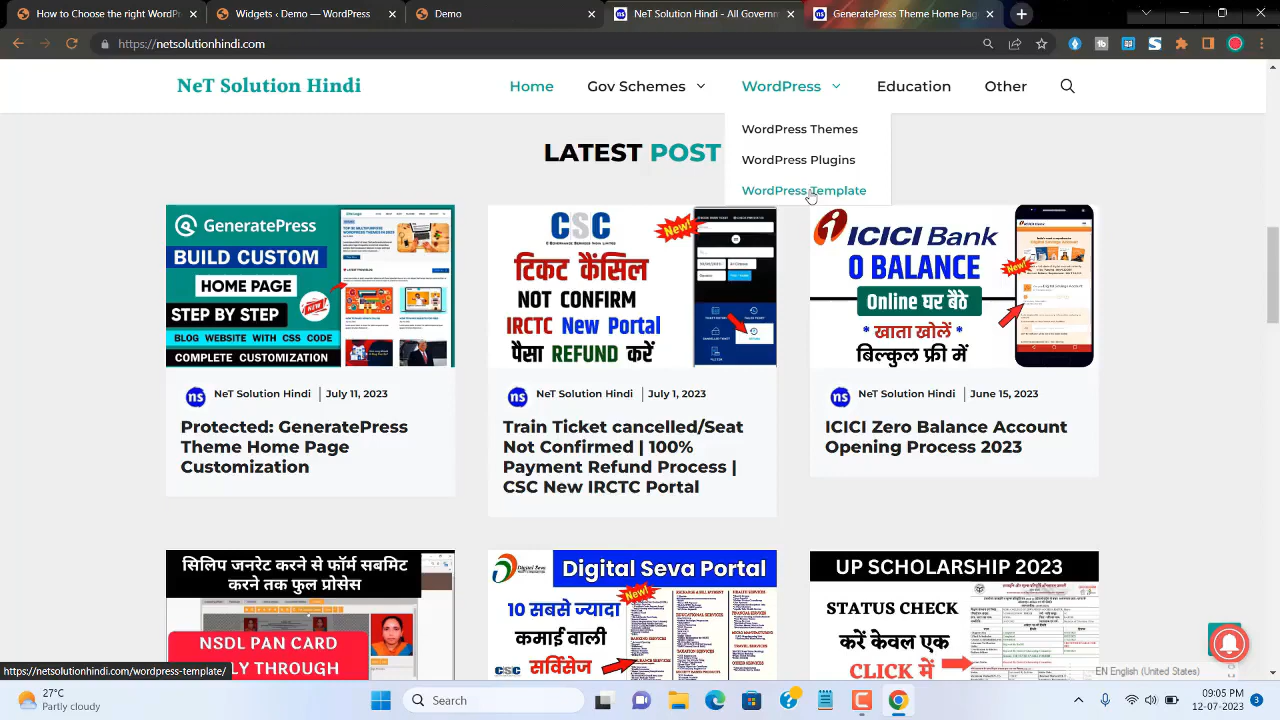 How to Choose the Right WordPr
WordPress
Demo
NeT Solution Hindi - All Governm
GeneratePress Theme Home Pag
https://netsolutionhindi.com
NeT Solution Hindi
Home
Gov Schemes
WordPress
Education
Other
WordPress Themes
WordPress Plugins
WordPress Template
LATEST POST
GeneratePress
BUILD CUSTOM
HOME PAGE
STEP BY STEP
BLOG WEBSITE WITH CSS CODE
COMPLETE CUSTOMIZATION
NeT Solution Hindi
July 11, 2023
Protected: GeneratePress
Theme Home Page
Customization
CSC
New!
टिकट कैंसिल
NOT CONFIRM
IRCTC New Portal
पैसा REFUND करें
NeT Solution Hindi
July 1, 2023
Train Ticket cancelled/Seat
Not Confirmed | 100%
Payment Refund Process |
CSC New IRCTC Portal
ICICI Bank
0 BALANCE
New!
Online घर बैठे
* खाता खोलें *
बिल्कुल फ्री में
NeT Solution Hindi
June 15, 2023
ICICI Zero Balance Account
Opening Process 2023
सिलिप जनरेट करने से फॉर्म सबमिट
करने तक फुल प्रोसेस
NSDL PAN CARD
LY THROU
Digital Seva Portal
New!
10 सबसे ज्यादा
कमाई वाली
सर्विसेज
UP SCHOLARSHIP 2023
STATUS CHECK
करें केवल एक
CLICK में
https://netsolutionhindi.com/wordpress-template/
EN English (United States)
27°C
Partly cloudy
Search
09:05 PM
12-07-2023
3